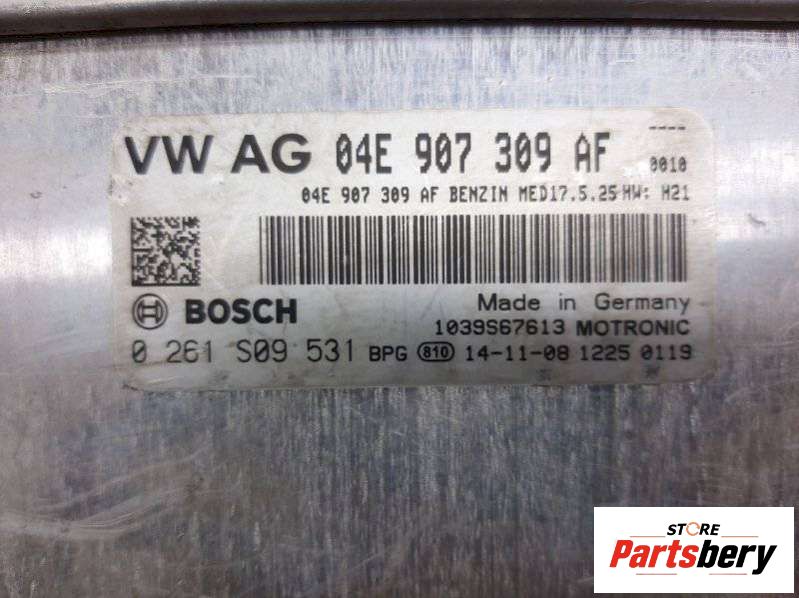 VW AG 04E 907 309 AF ----
0010
04E 907 309 AF BENZIN MED17.5.25 HW: H21
BOSCH
Made in Germany
1039S67613 MOTRONIC
0 261 S09 531 BPG 810 14-11-08 1225 0119
STORE
Partsbery